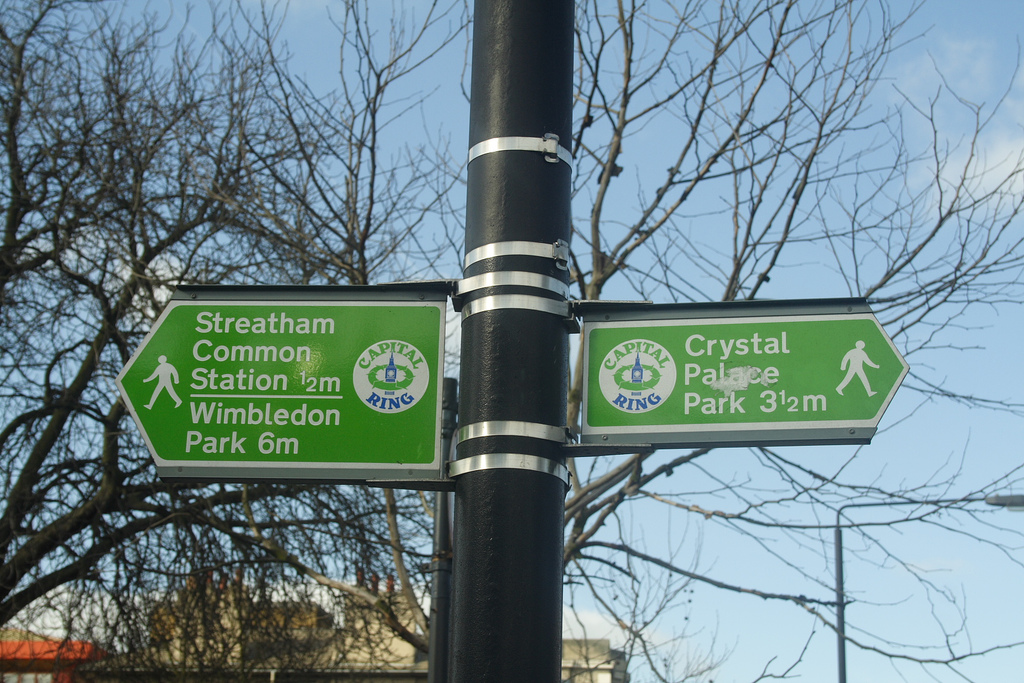 Streatham
Common
Station ½m
Wimbledon
Park 6m
CAPITAL
RING
CAPITAL
RING
Crystal
Palace
Park 3½m